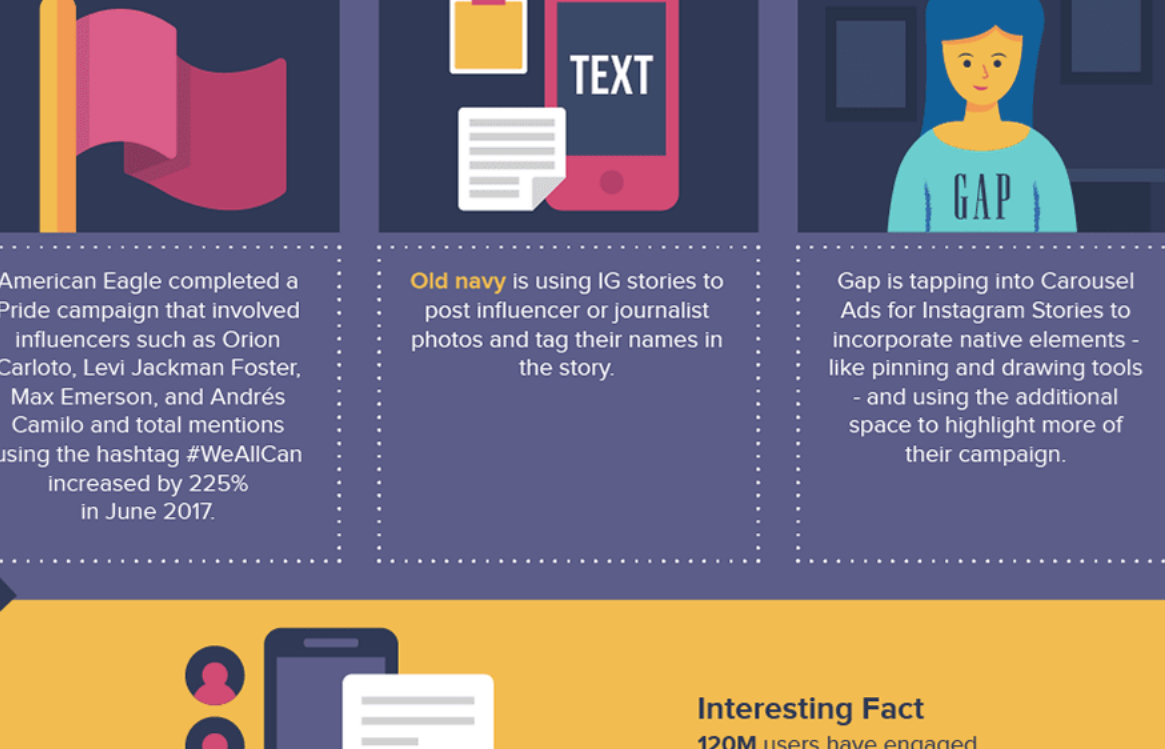 TEXT
GAP
American Eagle completed a
Pride campaign that involved
influencers such as Orion
Carloto, Levi Jackman Foster,
Max Emerson, and Andrés
Camilo and total mentions
using the hashtag #WeAllCan
increased by 225%
in June 2017.
Old navy is using IG stories to
post influencer or journalist
photos and tag their names in
the story.
Gap is tapping into Carousel
Ads for Instagram Stories to
incorporate native elements -
like pinning and drawing tools
- and using the additional
space to highlight more of
their campaign.
Interesting Fact
120M users have engaged